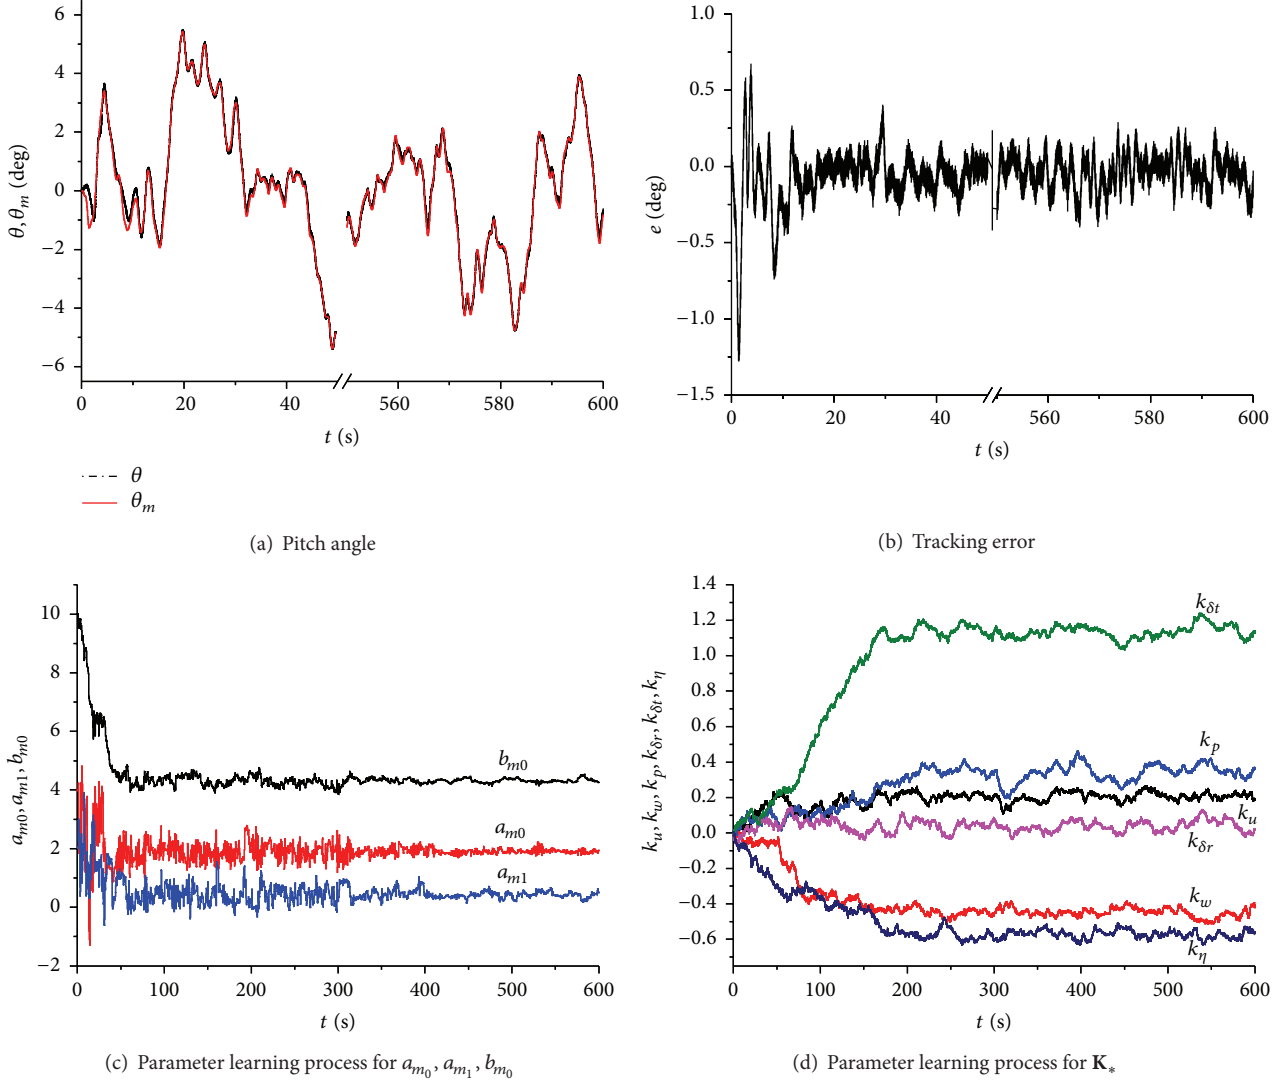 6
4
2
0
−2
−4
−6
θ, θm (deg)
0 20 40 560 580 600
t (s)
θ
θm
(a) Pitch angle
1.0
0.5
0.0
−0.5
−1.0
−1.5
e (deg)
0 20 40 560 580 600
t (s)
(b) Tracking error
10
8
6
4
2
0
−2
am0, am1, bm0
bm0
am0
am1
0 100 200 300 400 500 600
t (s)
(c) Parameter learning process for am0, am1, bm0
1.4
1.2
1.0
0.8
0.6
0.4
0.2
0.0
−0.2
−0.4
−0.6
ku, kw, kp, kδr, kδt, kη
kδt
kp
ku
kδr
kw
kη
0 100 200 300 400 500 600
t (s)
(d) Parameter learning process for K*